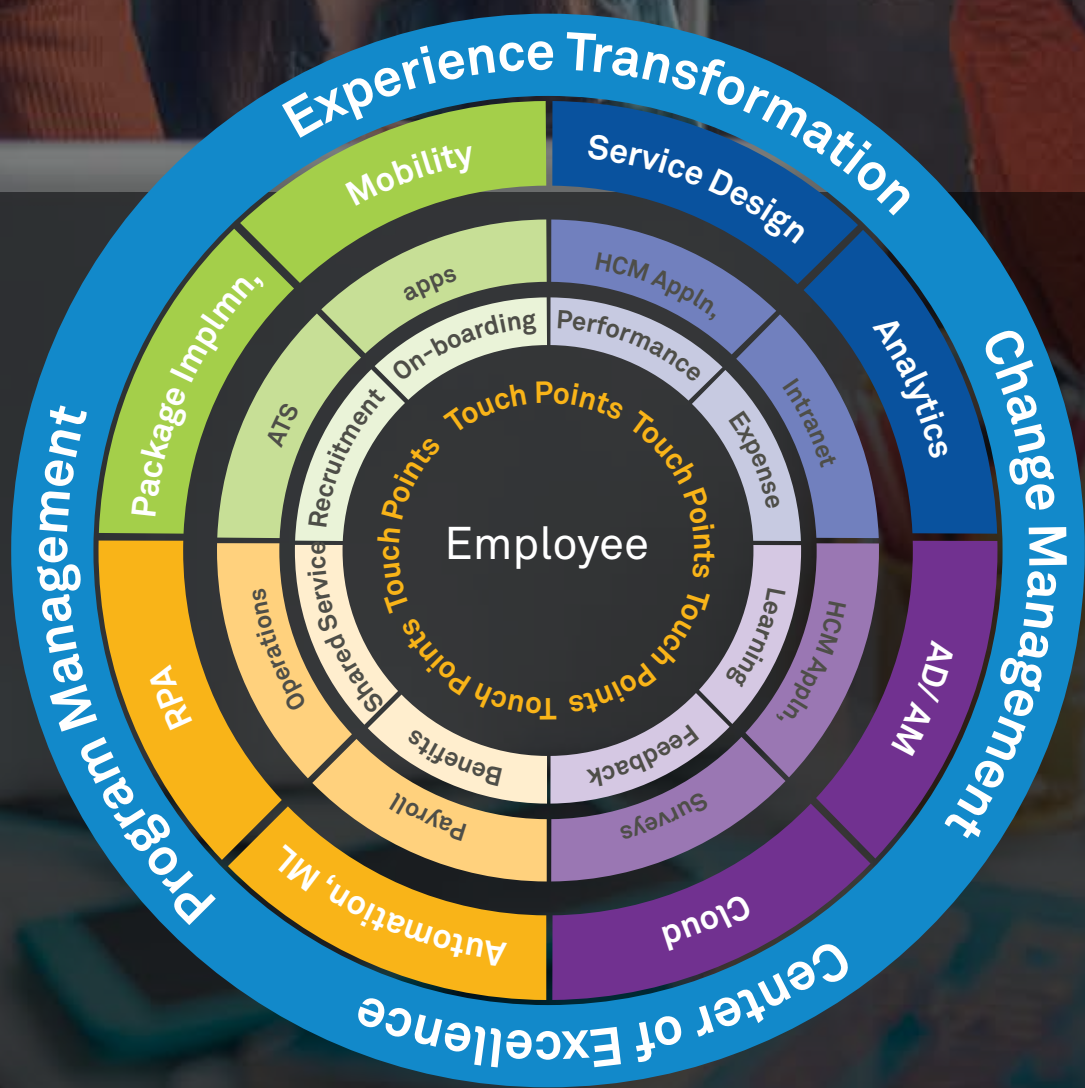 Experience Transformation
Change Management
Center of Excellence
Program Management
Mobility
Service Design
Analytics
AD/ AM
Cloud
Automation, ML
RPA
Package Implmn,
apps
HCM Appln,
Intranet
HCM Appln,
Surveys
Payroll
Operations
ATS
On-boarding
Performance
Expense
Learning
Feedback
Benefits
Shared Service
Recruitment
Touch Points
Touch Points
Touch Points
Touch Points
Touch Points
Employee